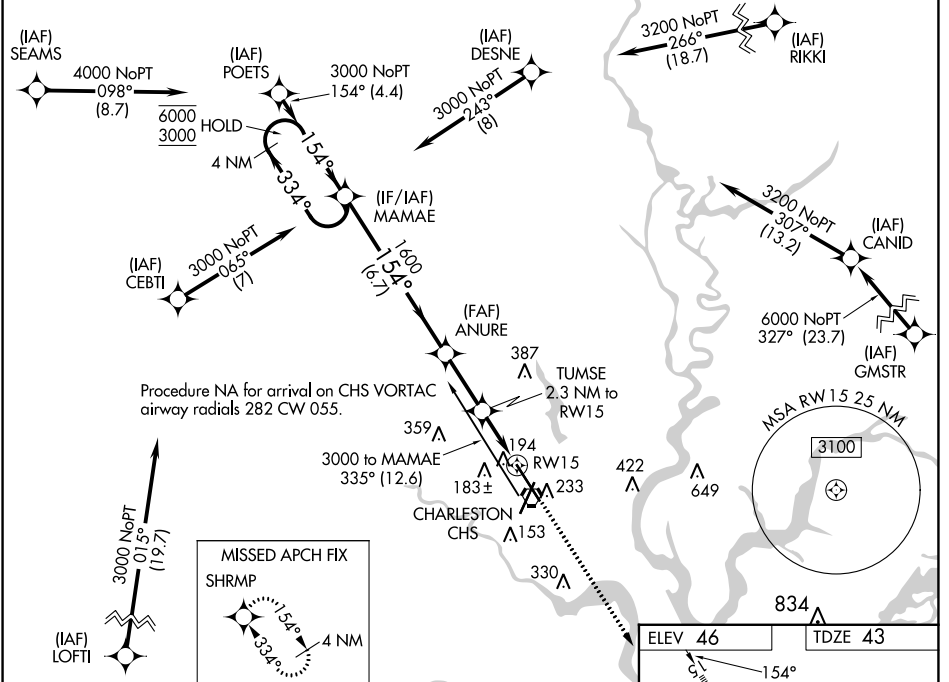 (IAF)
SEAMS
4000 NoPT
098°
(8.7)
(IAF)
POETS
3000 NoPT
154° (4.4)
(IAF)
DESNE
3000 NoPT
243°
(8)
3200 NoPT
266°
(18.7)
(IAF)
RIKKI
6000
3000
HOLD
4 NM
154°
334°
(IF/IAF)
MAMAE
(IAF)
CEBTI
3000 NoPT
065°
(7)
1600
154°
(6.7)
3200 NoPT
307°
(13.2)
(IAF)
CANID
6000 NoPT
327° (23.7)
(IAF)
GMSTR
(FAF)
ANURE
387
TUMSE
2.3 NM to
RW15
Procedure NA for arrival on CHS VORTAC
airway radials 282 CW 055.
359
3000 to MAMAE
335° (12.6)
194
RW15
183±
233
422
649
CHARLESTON
CHS
153
330
MSA RW15 25 NM
3100
3000 NoPT
015°
(19.7)
(IAF)
LOFTI
MISSED APCH FIX
SHRMP
154°
334°
4 NM
834
ELEV 46
TDZE 43
154°
15